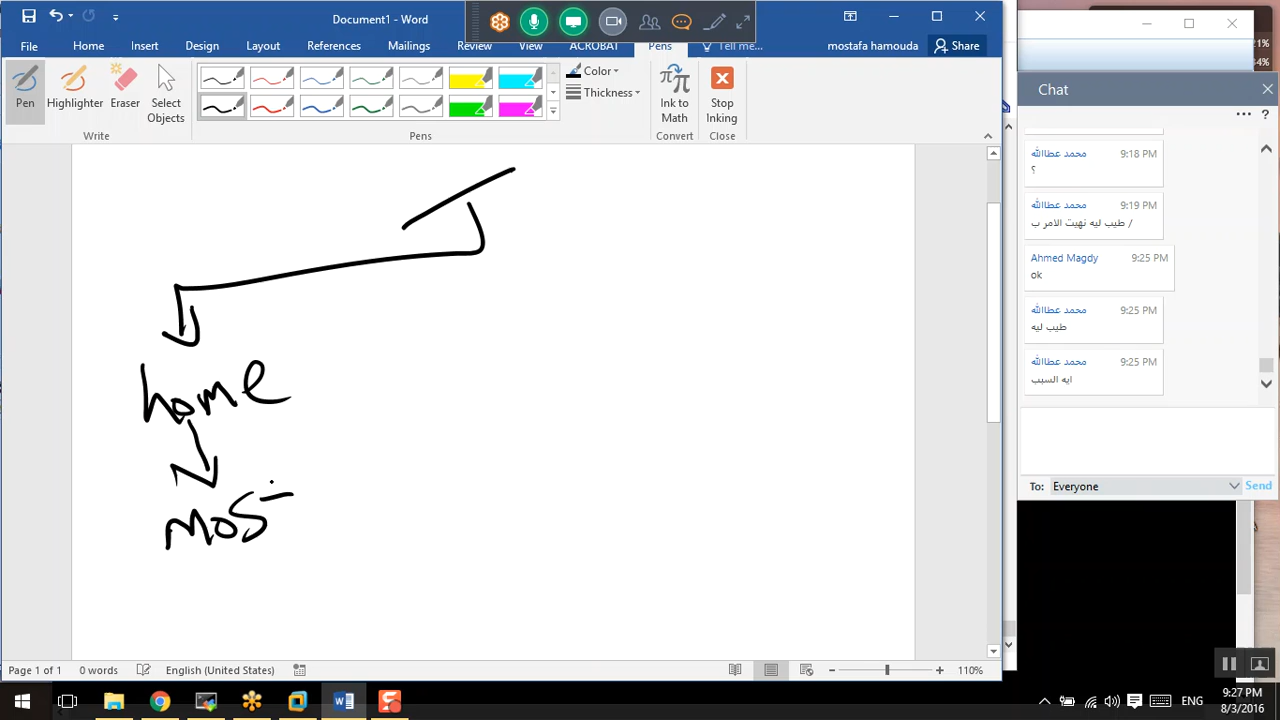 Document1 - Word
File Home Insert Design Layout References Mailings Review View ACROBAT Pens Tell me... mostafa hamouda Share
Pen Highlighter Eraser Select Objects
Color
Thickness
Ink to Math
Stop Inking
Write Pens Convert Close
home
mos
Page 1 of 1 0 words English (United States) 110%
21%
Chat
محمد عطاالله 9:18 PM
؟
محمد عطاالله 9:19 PM
طيب ليه نهيت الامر ب /
Ahmed Magdy 9:25 PM
ok
محمد عطاالله 9:25 PM
طيب ليه
محمد عطاالله 9:25 PM
ايه السبب
To: Everyone Send
ENG 9:27 PM
8/3/2016